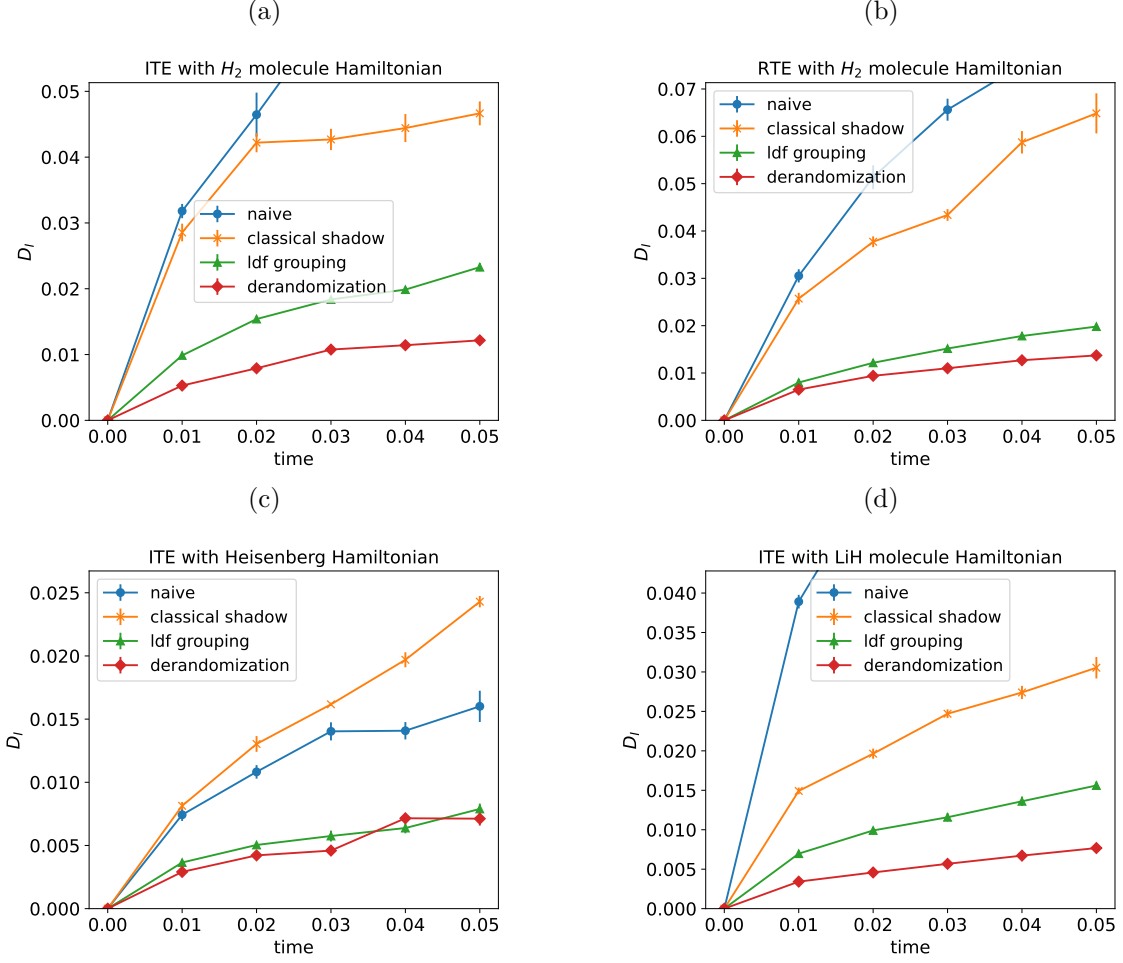 (a)
ITE with H₂ molecule Hamiltonian
0.05
0.04
0.03
0.02
0.01
0.00
D_I
naive
classical shadow
ldf grouping
derandomization
0.00 0.01 0.02 0.03 0.04 0.05
time
(b)
RTE with H₂ molecule Hamiltonian
0.07
0.06
0.05
0.04
0.03
0.02
0.01
0.00
D_I
naive
classical shadow
ldf grouping
derandomization
0.00 0.01 0.02 0.03 0.04 0.05
time
(c)
ITE with Heisenberg Hamiltonian
0.025
0.020
0.015
0.010
0.005
0.000
D_I
naive
classical shadow
ldf grouping
derandomization
0.00 0.01 0.02 0.03 0.04 0.05
time
(d)
ITE with LiH molecule Hamiltonian
0.040
0.035
0.030
0.025
0.020
0.015
0.010
0.005
0.000
D_I
naive
classical shadow
ldf grouping
derandomization
0.00 0.01 0.02 0.03 0.04 0.05
time